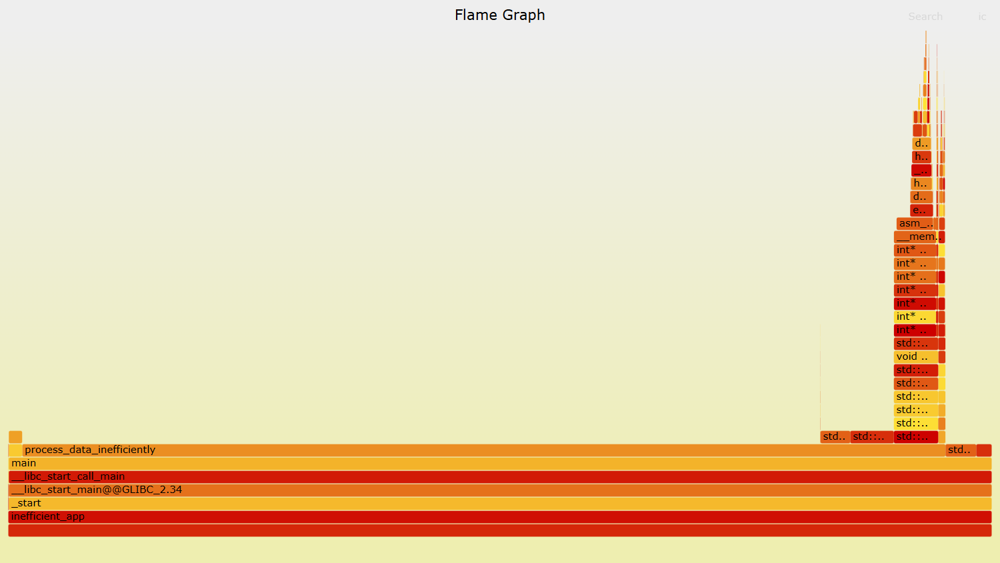 Flame Graph
Search ic
d..
h..
_..
h..
d..
e..
asm_..
__mem..
int* ..
int* ..
int* ..
int* ..
int* ..
int* ..
int* ..
std::..
void ..
std::..
std::..
std::..
std::..
std::..
std.. std::.. std::..
process_data_inefficiently std..
main
__libc_start_call_main
__libc_start_main@@GLIBC_2.34
_start
inefficient_app